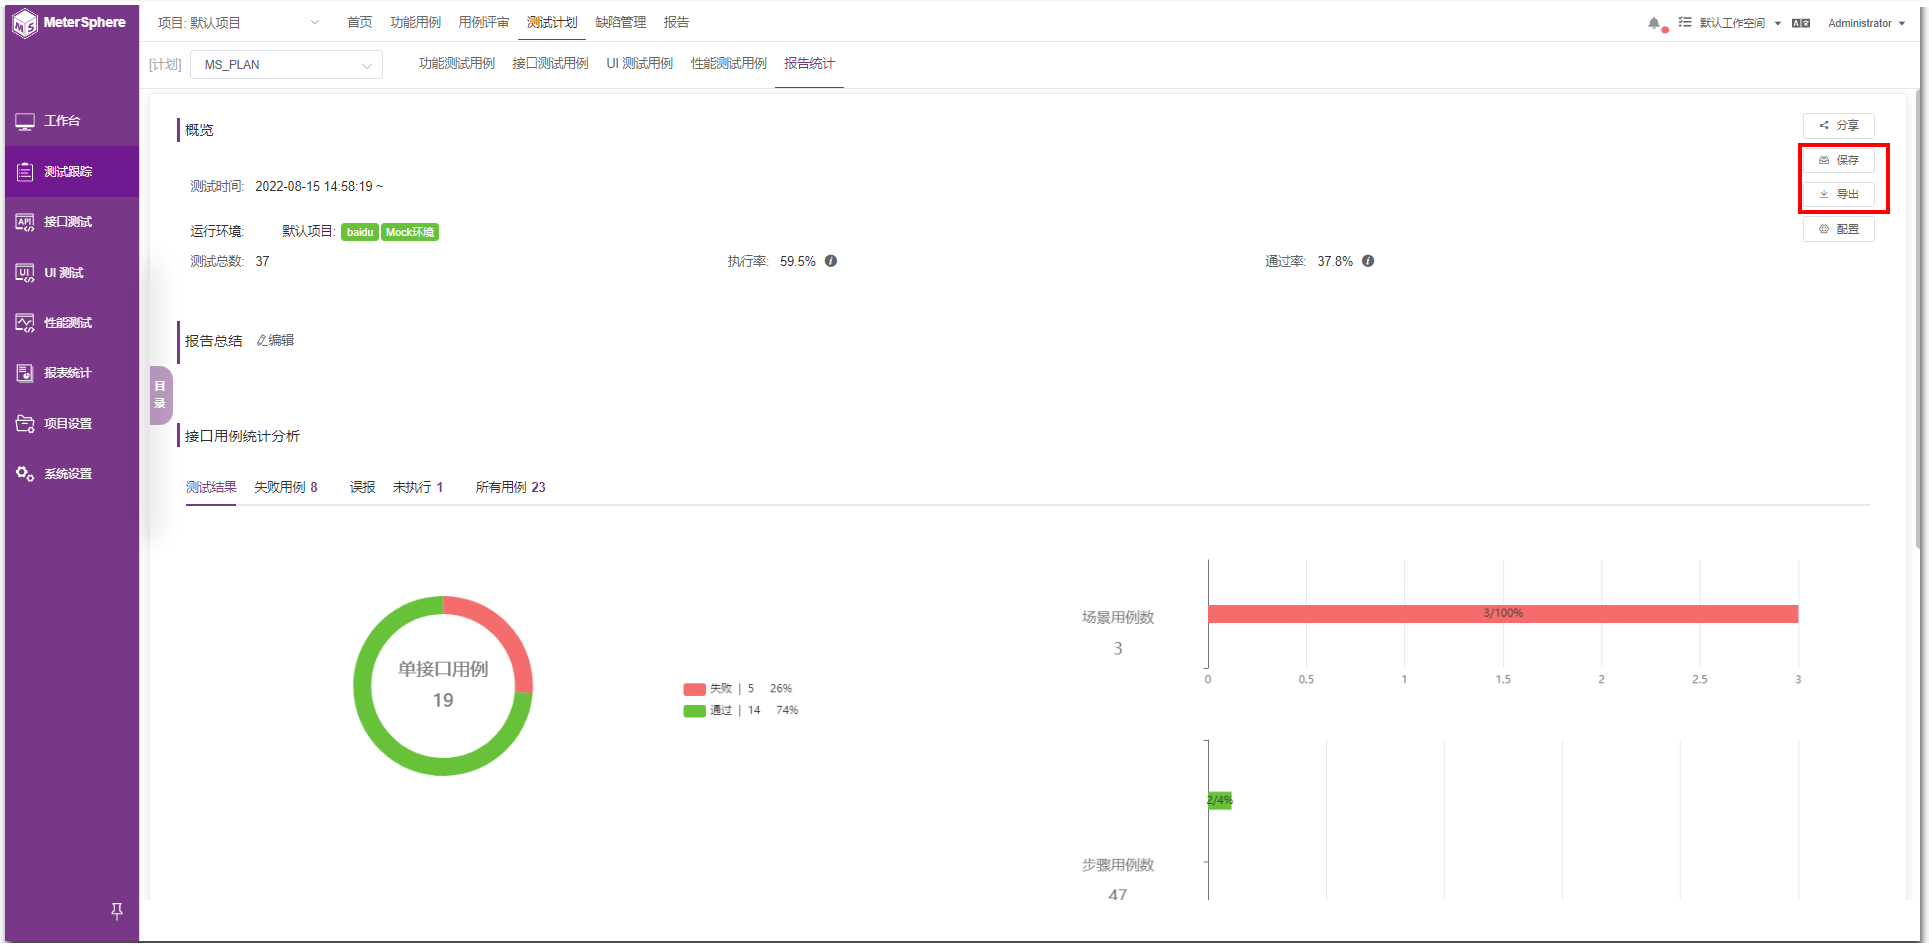 MeterSphere
项目: 默认项目
首页 功能用例 用例评审 测试计划 缺陷管理 报告
默认工作空间
Administrator
[计划] MS_PLAN
功能测试用例 接口测试用例 UI 测试用例 性能测试用例 报告统计
工作台
测试跟踪
接口测试
UI 测试
性能测试
报表统计
项目设置
系统设置
目录
概览
分享
保存
导出
配置
测试时间: 2022-08-15 14:58:19 ~
运行环境: 默认项目: baidu Mock环境
测试总数: 37 执行率: 59.5% 通过率: 37.8%
报告总结 编辑
接口用例统计分析
测试结果 失败用例 8 误报 未执行 1 所有用例 23
单接口用例
19
失败 | 5 26%
通过 | 14 74%
场景用例数
3
3/100%
0 0.5 1 1.5 2 2.5 3
2/4%
步骤用例数
47